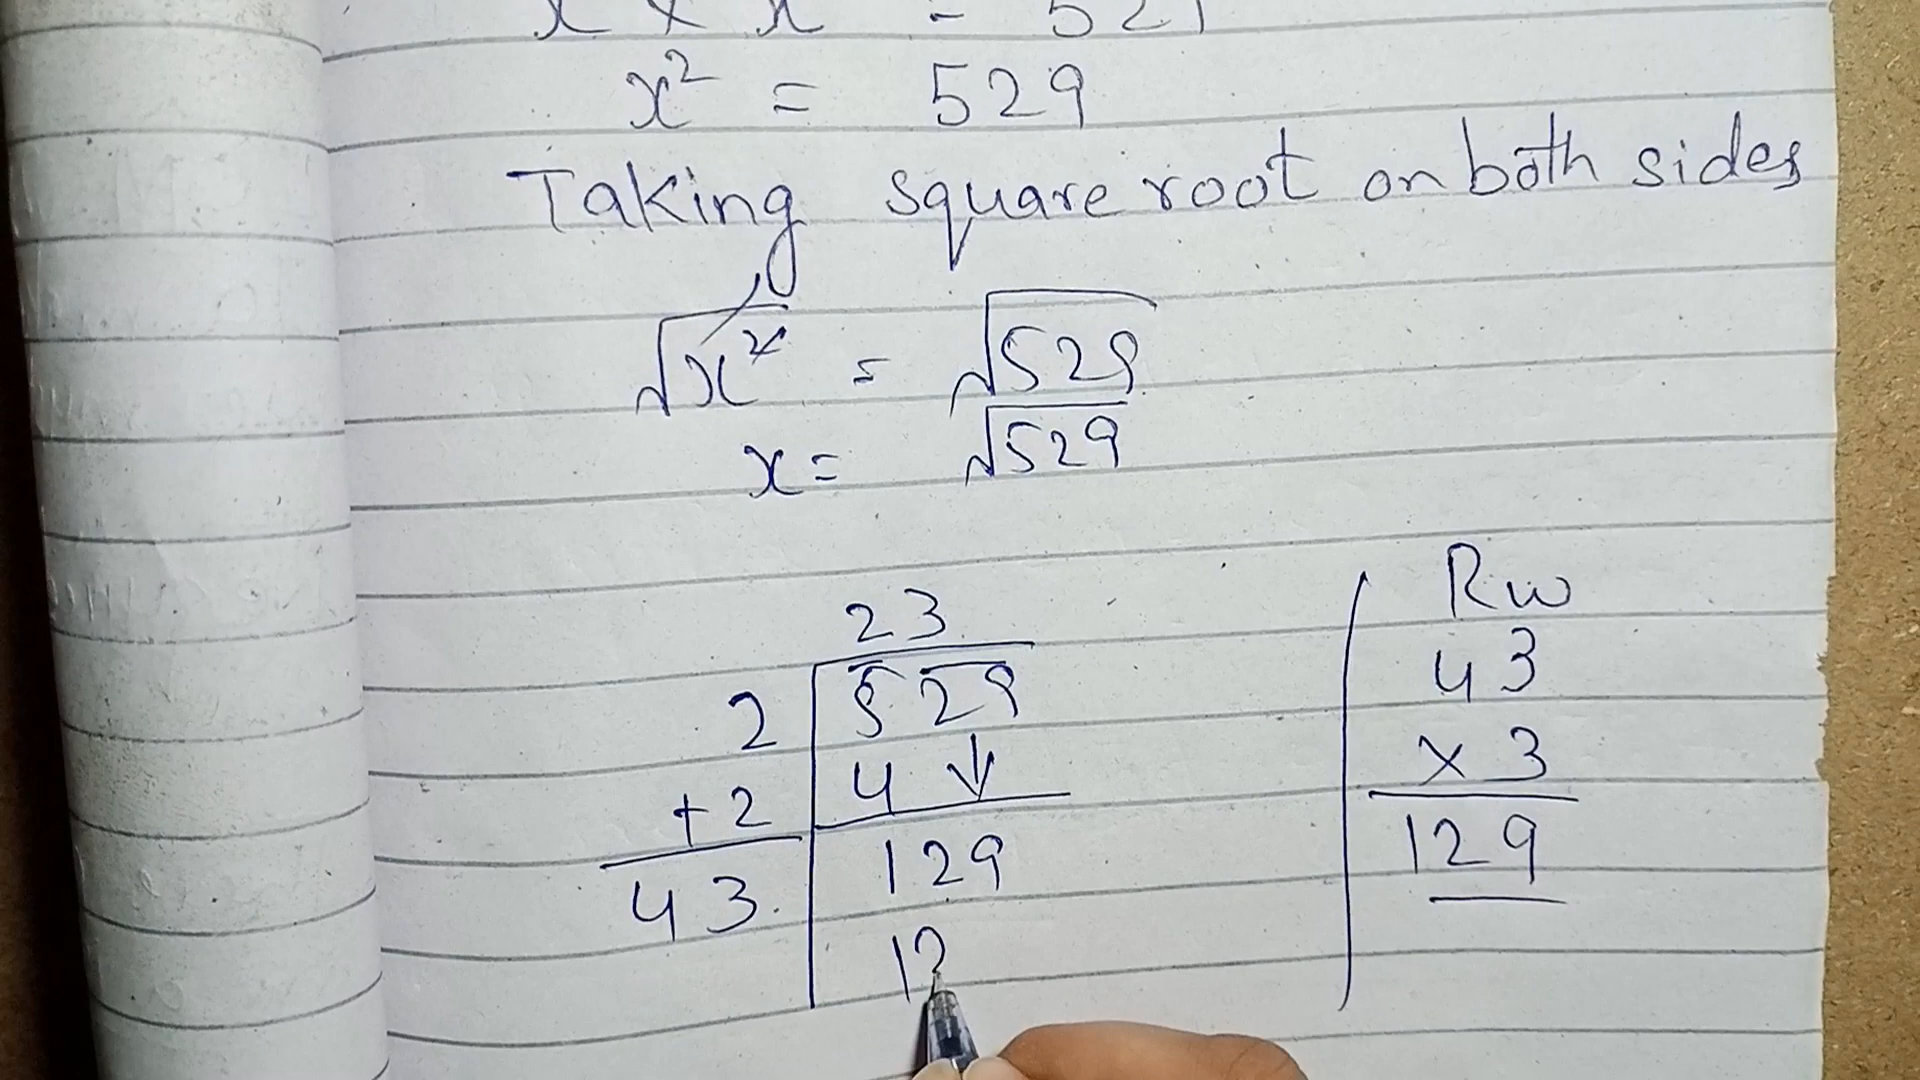 x × x = 529
x² = 529
Taking square root on both sides
√x² = √529
x = √529
23
2 529
4 ↓
+2
129
43.
12
Rw
43
× 3
129